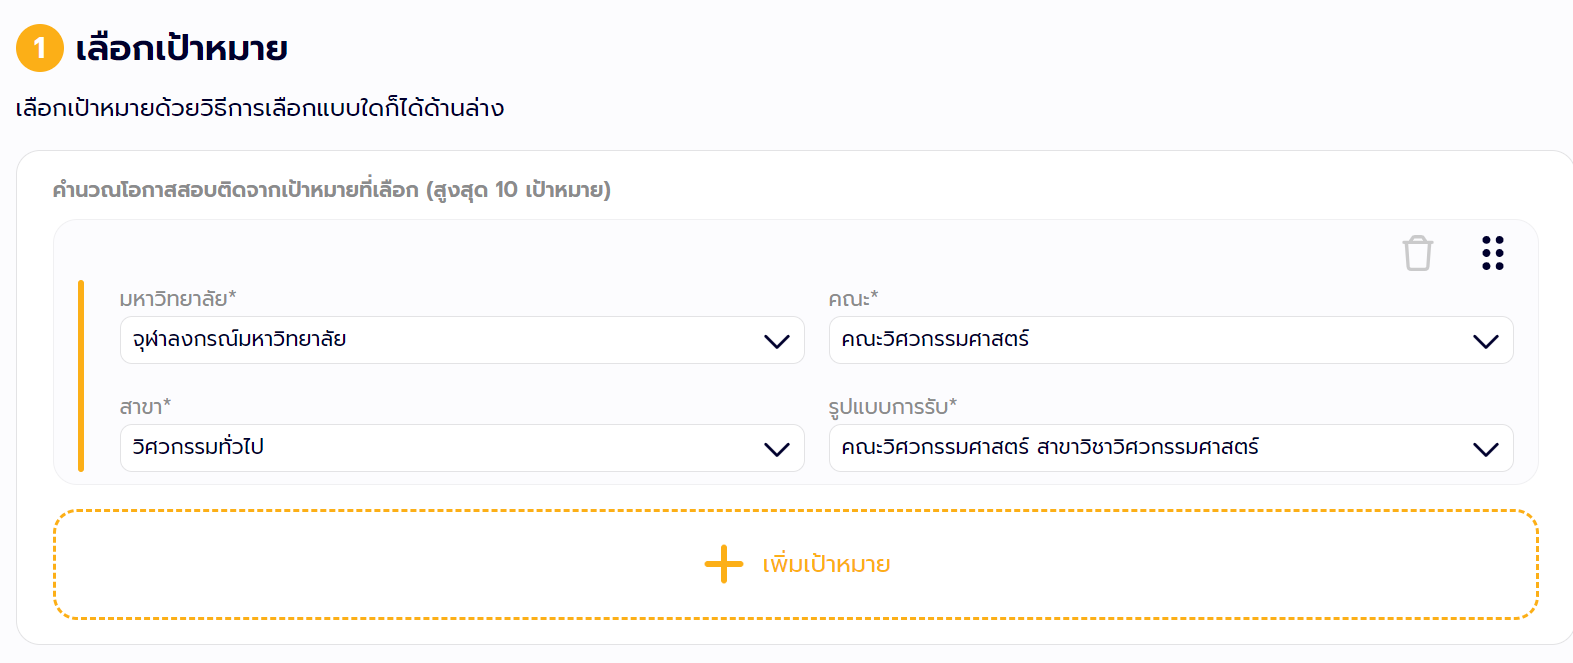 1 เลือกเป้าหมาย
เลือกเป้าหมายด้วยวิธีการเลือกแบบใดก็ได้ด้านล่าง
คำนวณโอกาสสอบติดจากเป้าหมายที่เลือก (สูงสุด 10 เป้าหมาย)
มหาวิทยาลัย* คณะ*
จุฬาลงกรณ์มหาวิทยาลัย คณะวิศวกรรมศาสตร์
สาขา* รูปแบบการรับ*
วิศวกรรมทั่วไป คณะวิศวกรรมศาสตร์ สาขาวิชาวิศวกรรมศาสตร์
เพิ่มเป้าหมาย